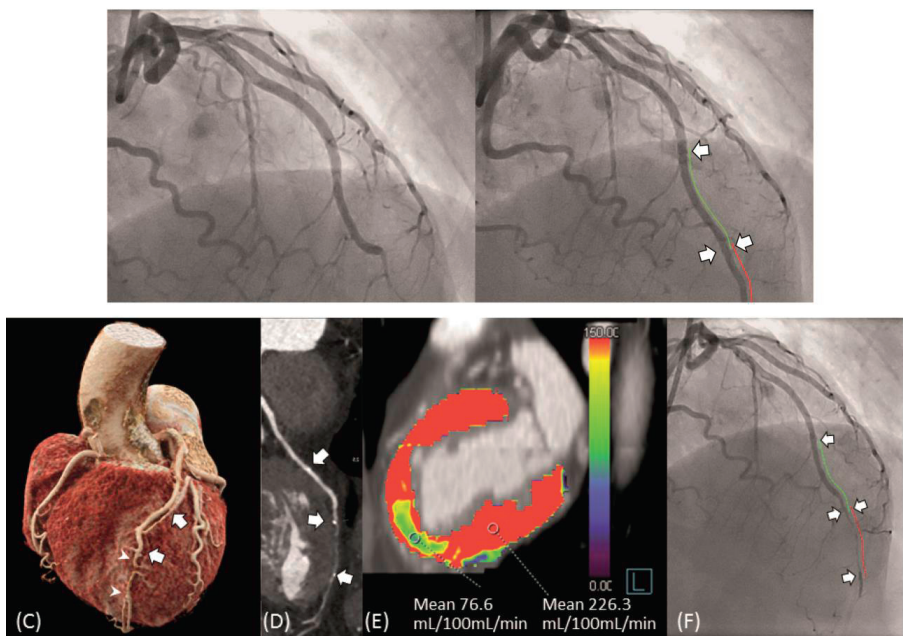 150.00
0.00
L
Mean 76.6
mL/100mL/min
Mean 226.3
mL/100mL/min
(C)
(D)
(E)
(F)